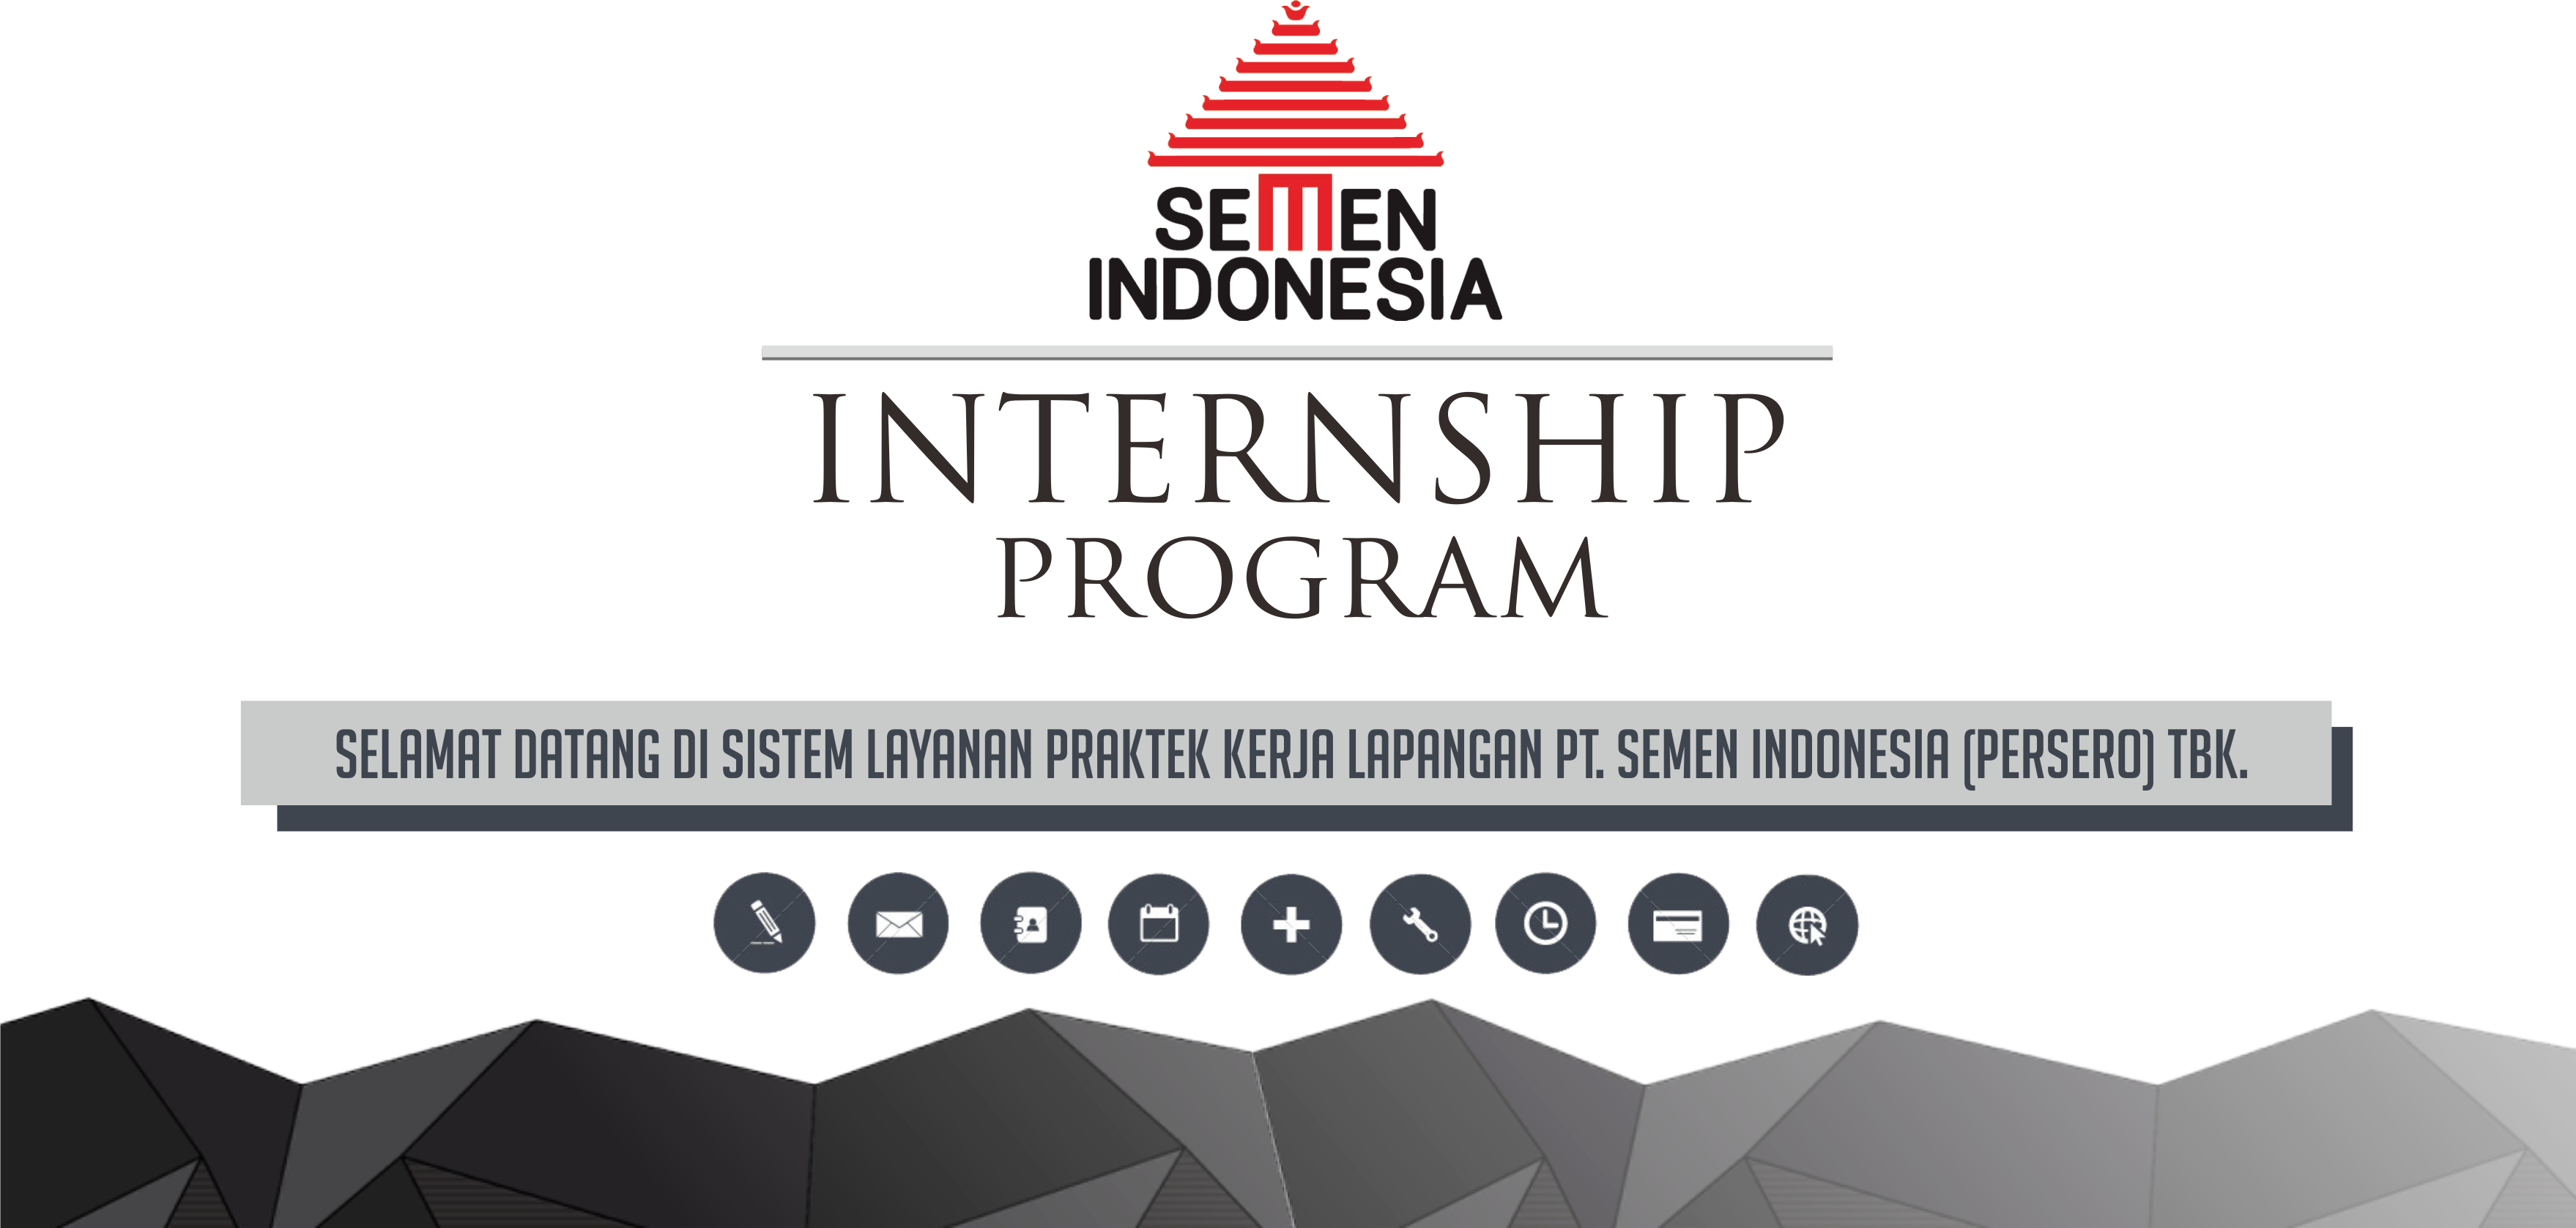 SEMEN
INDONESIA
INTERNSHIP
PROGRAM
SELAMAT DATANG DI SISTEM LAYANAN PRAKTEK KERJA LAPANGAN PT. SEMEN INDONESIA (PERSERO) TBK.